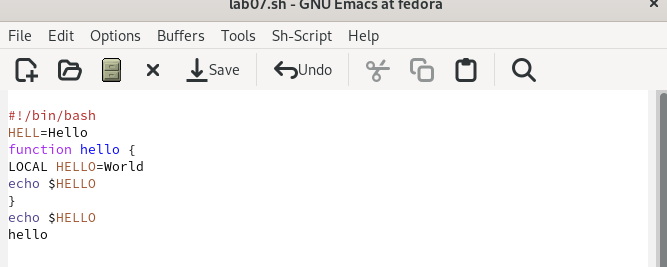 lab07.sh - GNU Emacs at fedora
File Edit Options Buffers Tools Sh-Script Help
Save Undo
#!/bin/bash
HELL=Hello
function hello {
LOCAL HELLO=World
echo $HELLO
}
echo $HELLO
hello